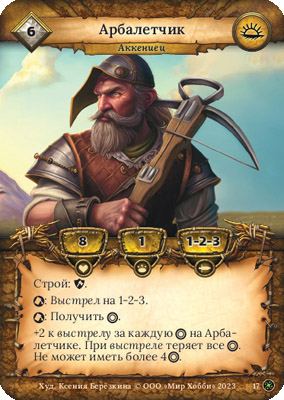 6
Арбалетчик
Аккениец
8 1 1-2-3
Строй:
: Выстрел на 1-2-3.
: Получить .
+2 к выстрелу за каждую на Арба-
летчике. При выстреле теряет все .
Не может иметь более 4 .
Худ. Ксения Берёзкина © ООО «Мир Хобби» 2023 17